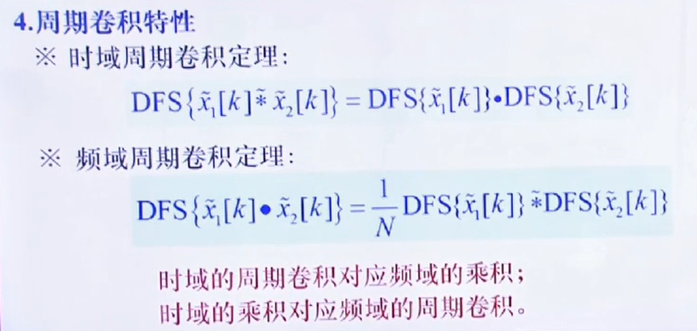 4.周期卷积特性
※ 时域周期卷积定理:
DFS{x̃₁[k] *̃ x̃₂[k]} = DFS{x̃₁[k]}•DFS{x̃₂[k]}
※ 频域周期卷积定理:
DFS{x̃₁[k]•x̃₂[k]} = 1/N DFS{x̃₁[k]} *̃ DFS{x̃₂[k]}
时域的周期卷积对应频域的乘积;
时域的乘积对应频域的周期卷积。